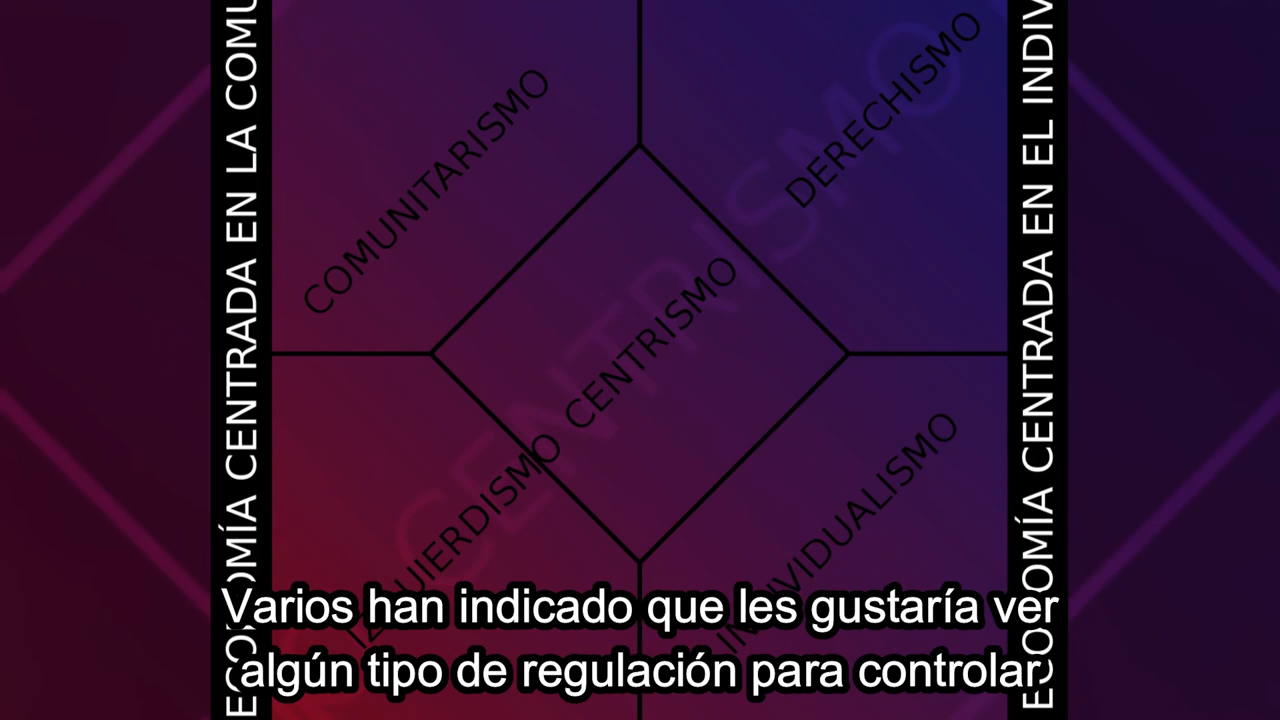 ECONOMÍA CENTRADA EN LA COMU
COMUNITARISMO
DERECHISMO
CENTRISMO
CENTRISMO
IZQUIERDISMO
INDIVIDUALISMO
ECONOMÍA CENTRADA EN EL INDIV
Varios han indicado que les gustaría ver
algún tipo de regulación para controlar